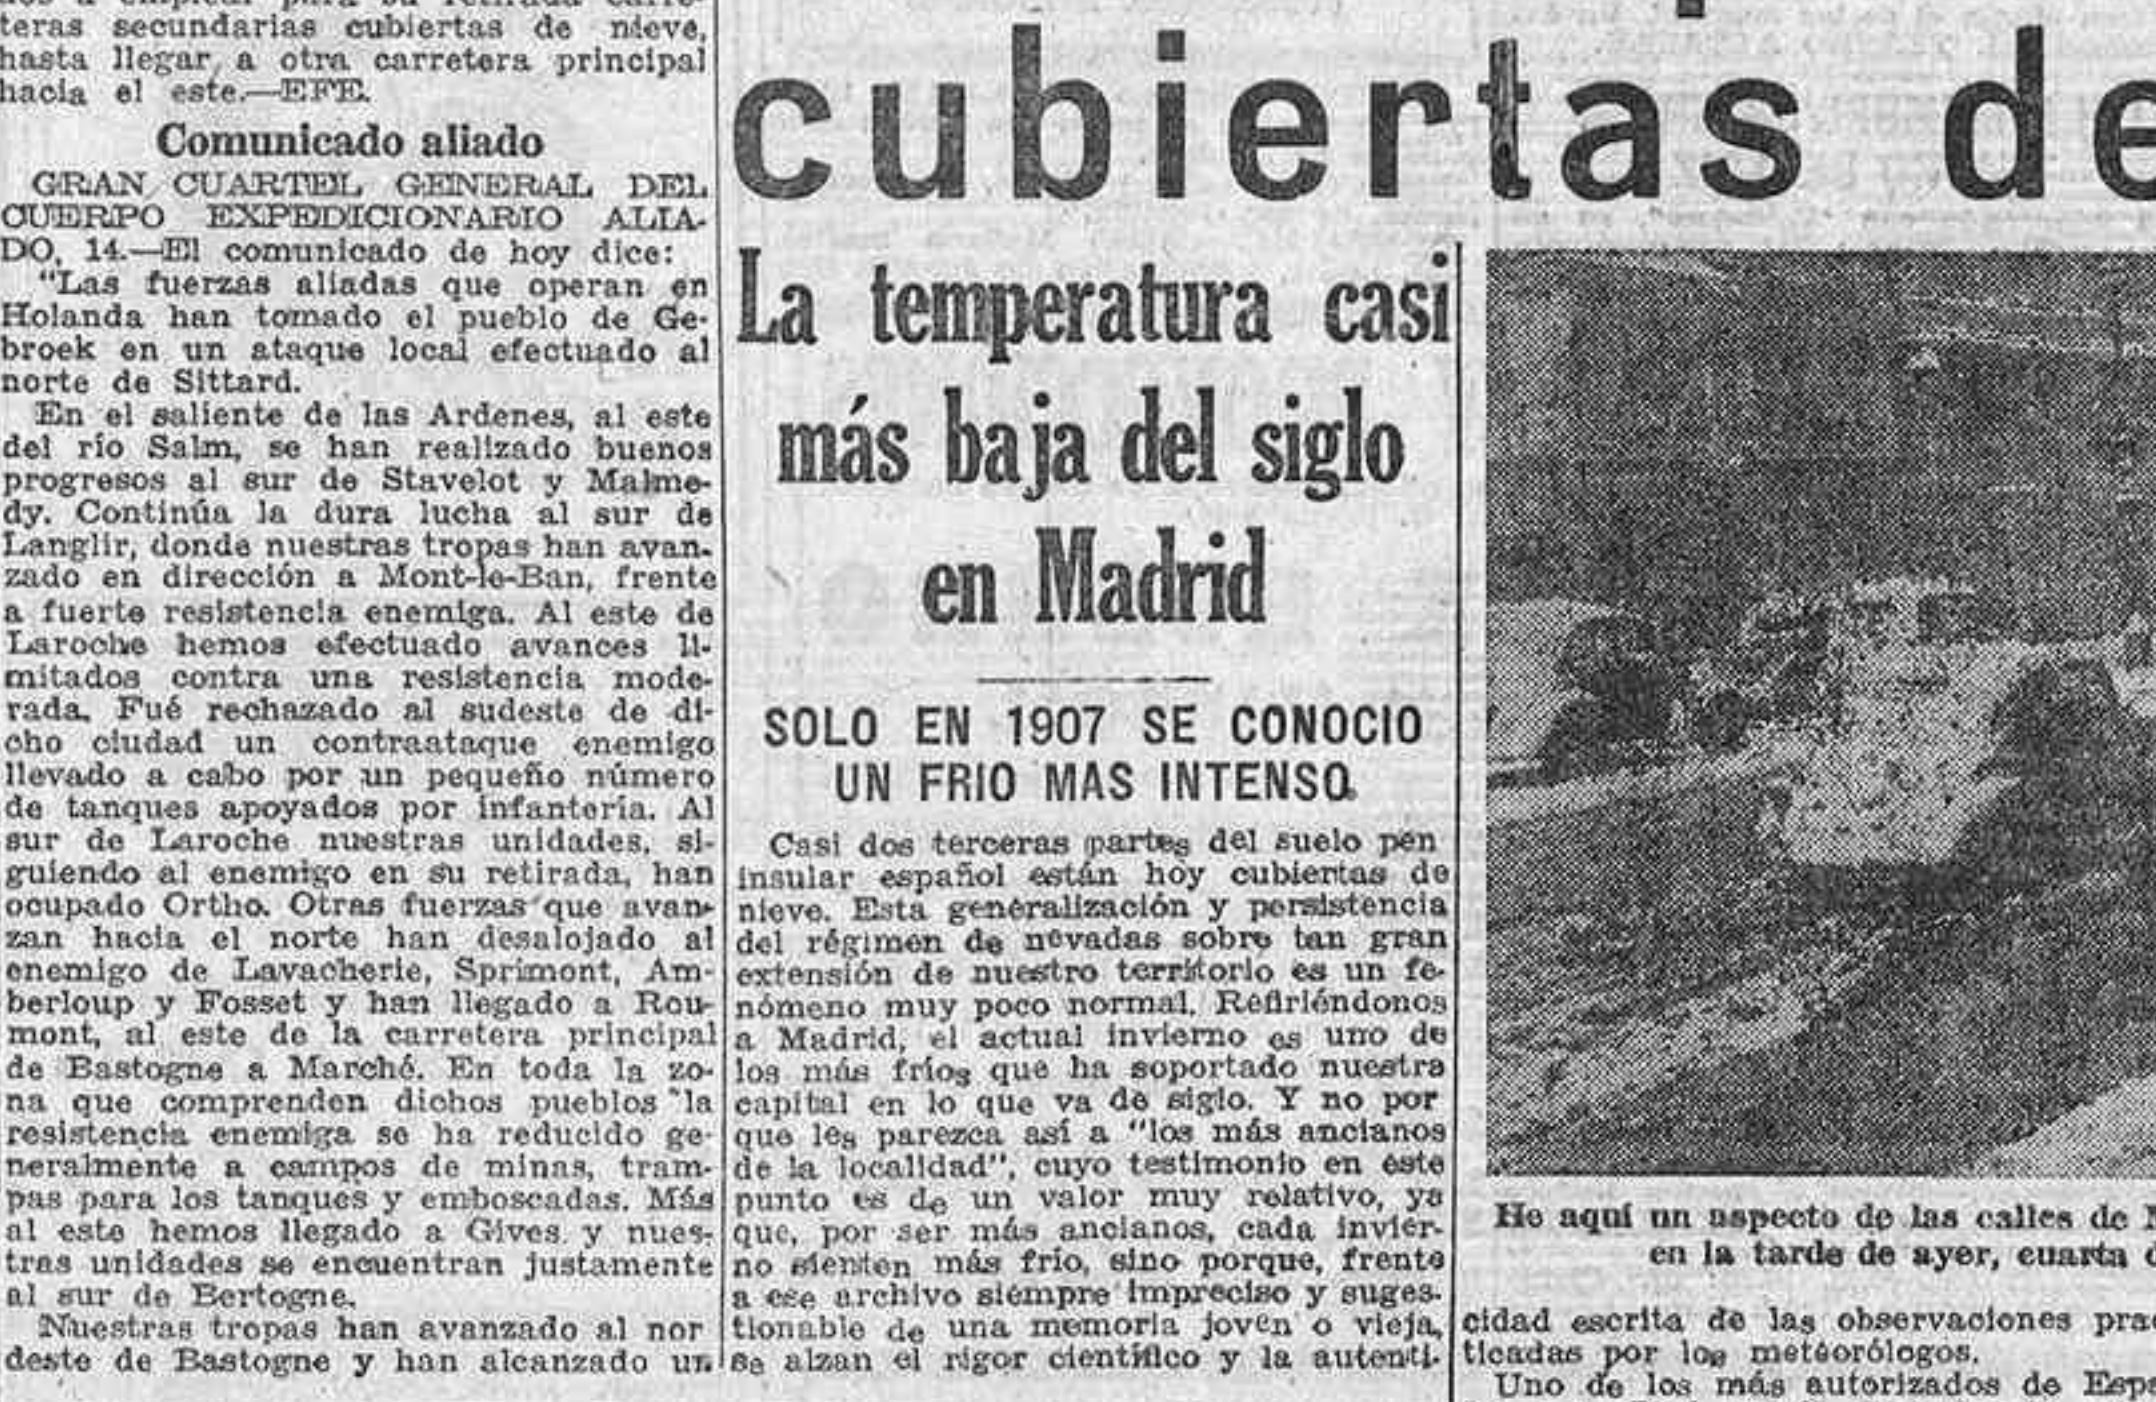 teras secundarias cubiertas de nieve,
hasta llegar a otra carretera principal
hacia el este.—EFE.
Comunicado aliado
GRAN CUARTEL GENERAL DEL
CUERPO EXPEDICIONARIO ALIA-
DO, 14.—El comunicado de hoy dice:
"Las fuerzas aliadas que operan en
Holanda han tomado el pueblo de Ge-
broek en un ataque local efectuado al
norte de Sittard.
En el saliente de las Ardenes, al este
del río Salm, se han realizado buenos
progresos al sur de Stavelot y Malme-
dy. Continúa la dura lucha al sur de
Langlir, donde nuestras tropas han avan-
zado en dirección a Mont-le-Ban, frente
a fuerte resistencia enemiga. Al este de
Laroche hemos efectuado avances li-
mitados contra una resistencia mode-
rada. Fué rechazado al sudeste de di-
cho ciudad un contraataque enemigo
llevado a cabo por un pequeño número
de tanques apoyados por infantería. Al
sur de Laroche nuestras unidades, si-
guiendo al enemigo en su retirada, han
ocupado Ortho. Otras fuerzas que avan-
zan hacia el norte han desalojado al
enemigo de Lavacherie, Sprimont, Am-
berloup y Fosset y han llegado a Rou-
mont, al este de la carretera principal
de Bastogne a Marché. En toda la zo-
na que comprenden dichos pueblos la
resistencia enemiga se ha reducido ge-
neralmente a campos de minas, tram-
pas para los tanques y emboscadas. Más
al este hemos llegado a Gives y nues-
tras unidades se encuentran justamente
al sur de Bertogne.
Nuestras tropas han avanzado al nor
deste de Bastogne y han alcanzado un
cubiertas de
La temperatura casi
más baja del siglo
en Madrid
SOLO EN 1907 SE CONOCIO
UN FRIO MAS INTENSO
Casi dos terceras partes del suelo pen
insular español están hoy cubiertas de
nieve. Esta generalización y persistencia
del régimen de nevadas sobre tan gran
extensión de nuestro territorio es un fe-
nómeno muy poco normal. Refiriéndonos
a Madrid, el actual invierno es uno de
los más fríos que ha soportado nuestra
capital en lo que va de siglo. Y no por
que les parezca así a "los más ancianos
de la localidad", cuyo testimonio en este
punto es de un valor muy relativo, ya
que, por ser más ancianos, cada invier-
no sienten más frío, sino porque, frente
a ese archivo siempre impreciso y suges-
tionable de una memoria joven o vieja,
se alzan el rigor científico y la autenti-
He aquí un aspecto de las calles de
en la tarde de ayer, cuarta
cidad escrita de las observaciones prac
ticadas por los meteorólogos.
Uno de los más autorizados de Esp